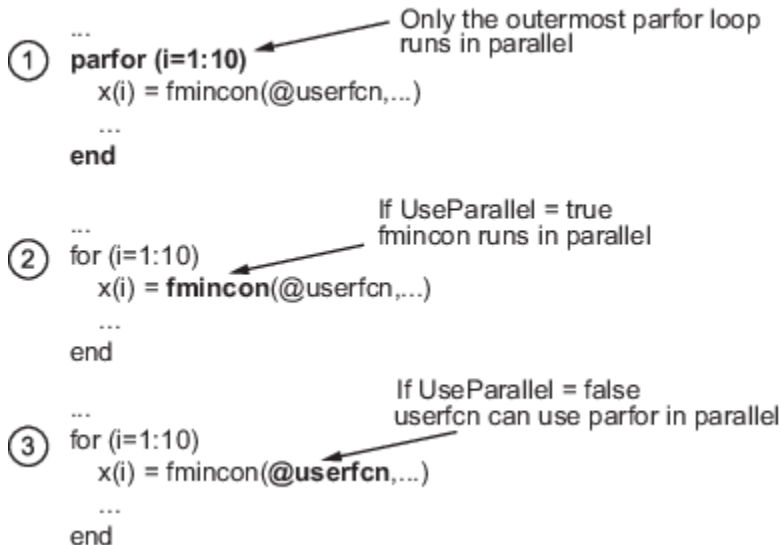 ...
Only the outermost parfor loop
runs in parallel
1
parfor (i=1:10)
x(i) = fmincon(@userfcn,...)
...
end
...
If UseParallel = true
fmincon runs in parallel
2
for (i=1:10)
x(i) = fmincon(@userfcn,...)
...
end
...
If UseParallel = false
userfcn can use parfor in parallel
3
for (i=1:10)
x(i) = fmincon(@userfcn,...)
...
end